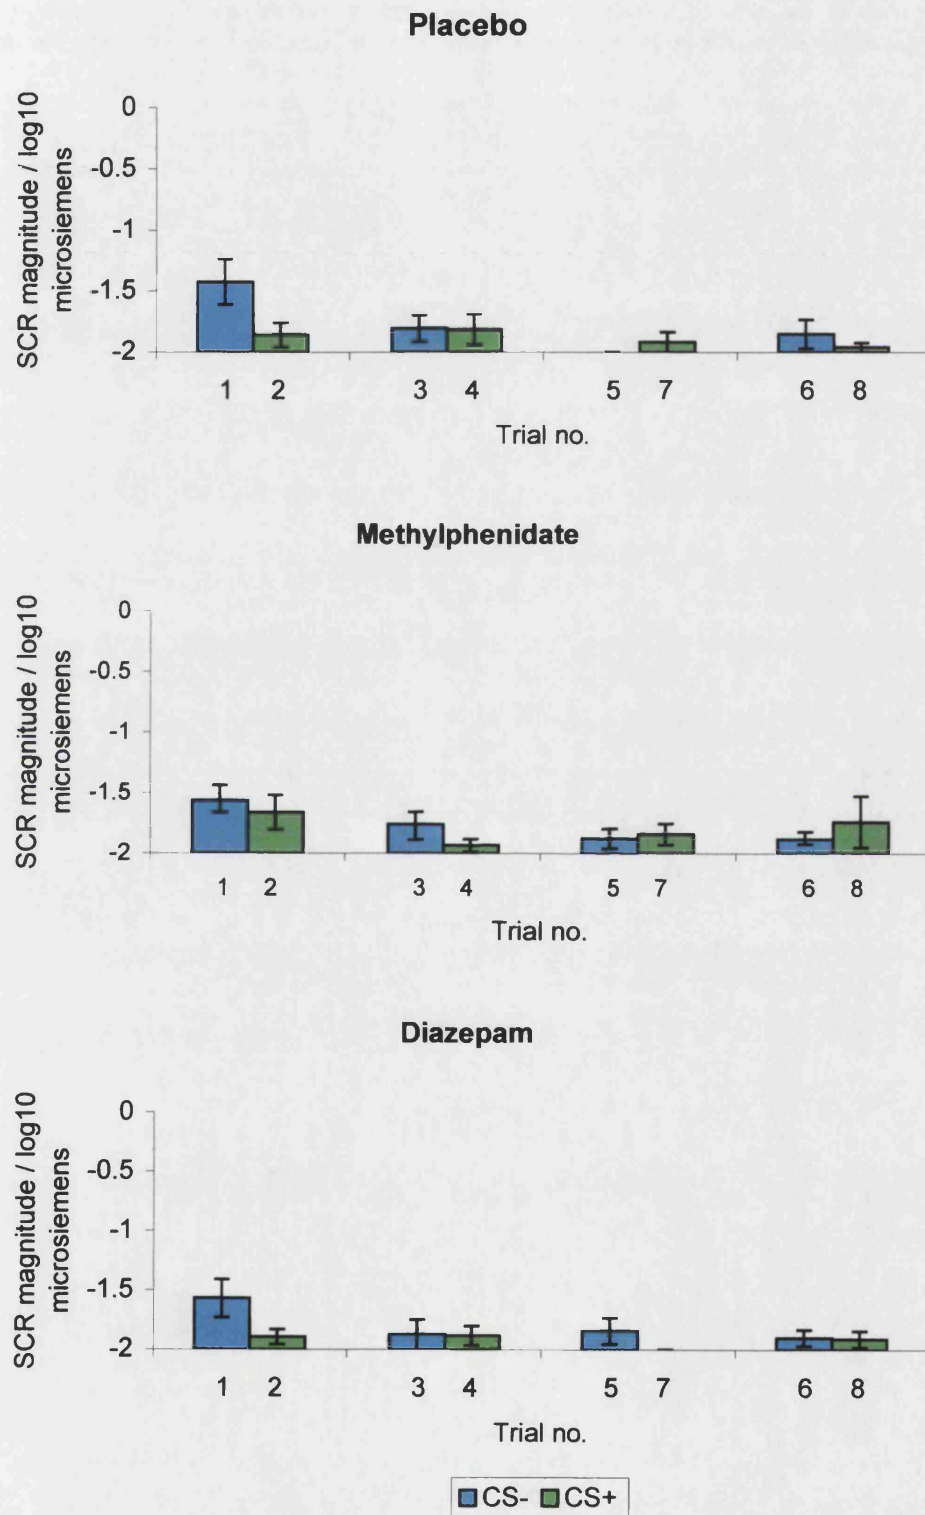 Placebo
SCR magnitude / log10
microsiemens
0
-0.5
-1
-1.5
-2
1 2 3 4 5 7 6 8
Trial no.
Methylphenidate
SCR magnitude / log10
microsiemens
0
-0.5
-1
-1.5
-2
1 2 3 4 5 7 6 8
Trial no.
Diazepam
SCR magnitude / log10
microsiemens
0
-0.5
-1
-1.5
-2
1 2 3 4 5 7 6 8
Trial no.
CS- CS+